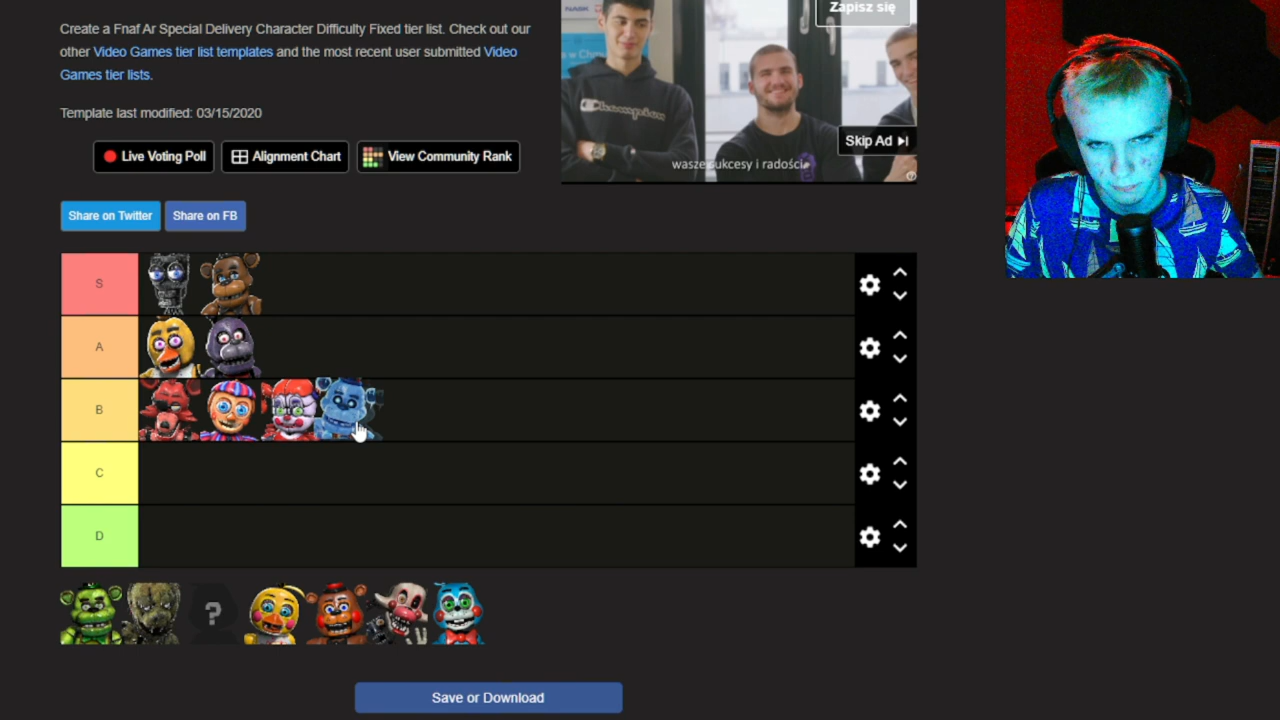 Create a Fnaf Ar Special Delivery Character Difficulty Fixed tier list. Check out our
other Video Games tier list templates and the most recent user submitted Video
Games tier lists.
Template last modified: 03/15/2020
Live Voting Poll
Alignment Chart
View Community Rank
Share on Twitter
Share on FB
NASK
Zapisz się
Champion
Skip Ad
wasze sukcesy i radości
S
A
B
C
D
?
Save or Download